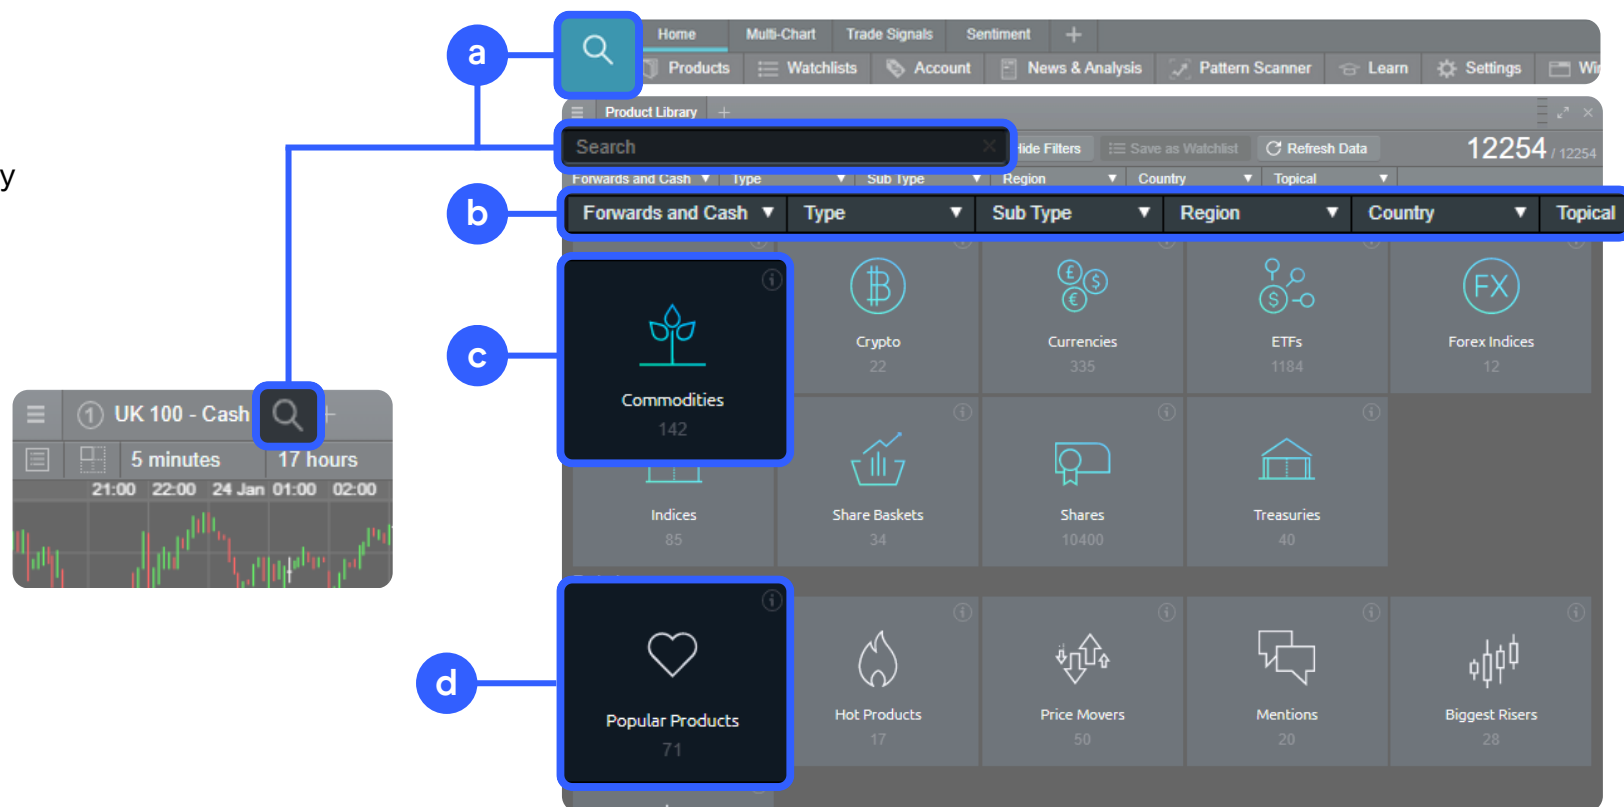 a
Home Multi-Chart Trade Signals Sentiment +
Products Watchlists Account News & Analysis Pattern Scanner Learn Settings
Product Library +
Search Hide Filters Save as Watchlist Refresh Data 12254 / 12254
y
Forwards and Cash Type Sub Type Region Country Topical
b
Forwards and Cash Type Sub Type Region Country Topical
c
Commodities
142
Crypto
22
Currencies
335
ETFs
1184
FX
Forex Indices
12
1 UK 100 - Cash +
5 minutes 17 hours
21:00 22:00 24 Jan 01:00 02:00
Indices
85
Share Baskets
34
Shares
10400
Treasuries
40
d
Popular Products
71
Hot Products
17
Price Movers
50
Mentions
20
Biggest Risers
28